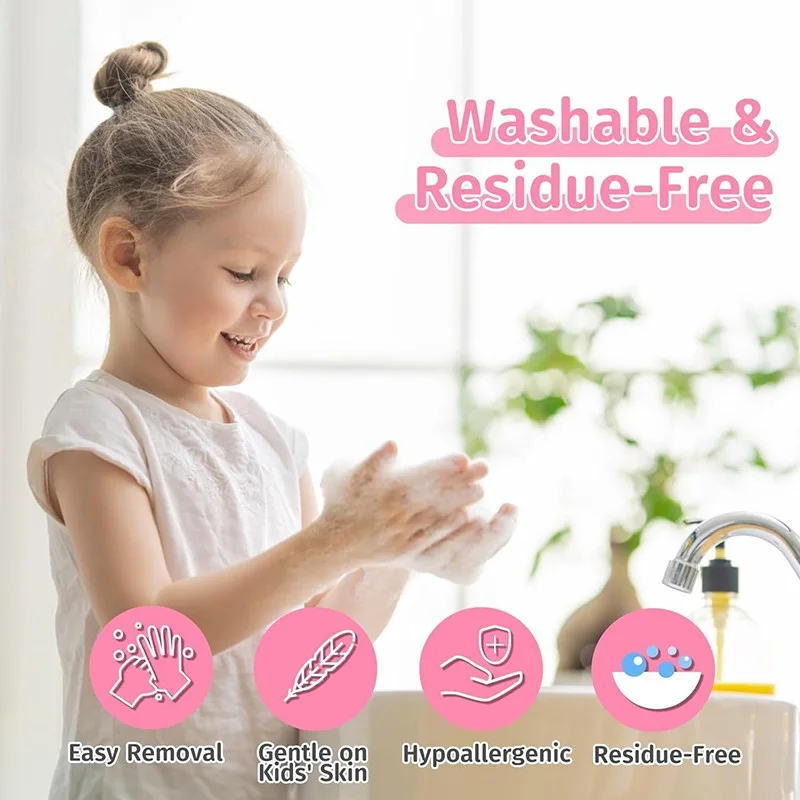 Washable &
Residue-Free
Easy Removal
Gentle on
Kids' Skin
Hypoallergenic
Residue-Free